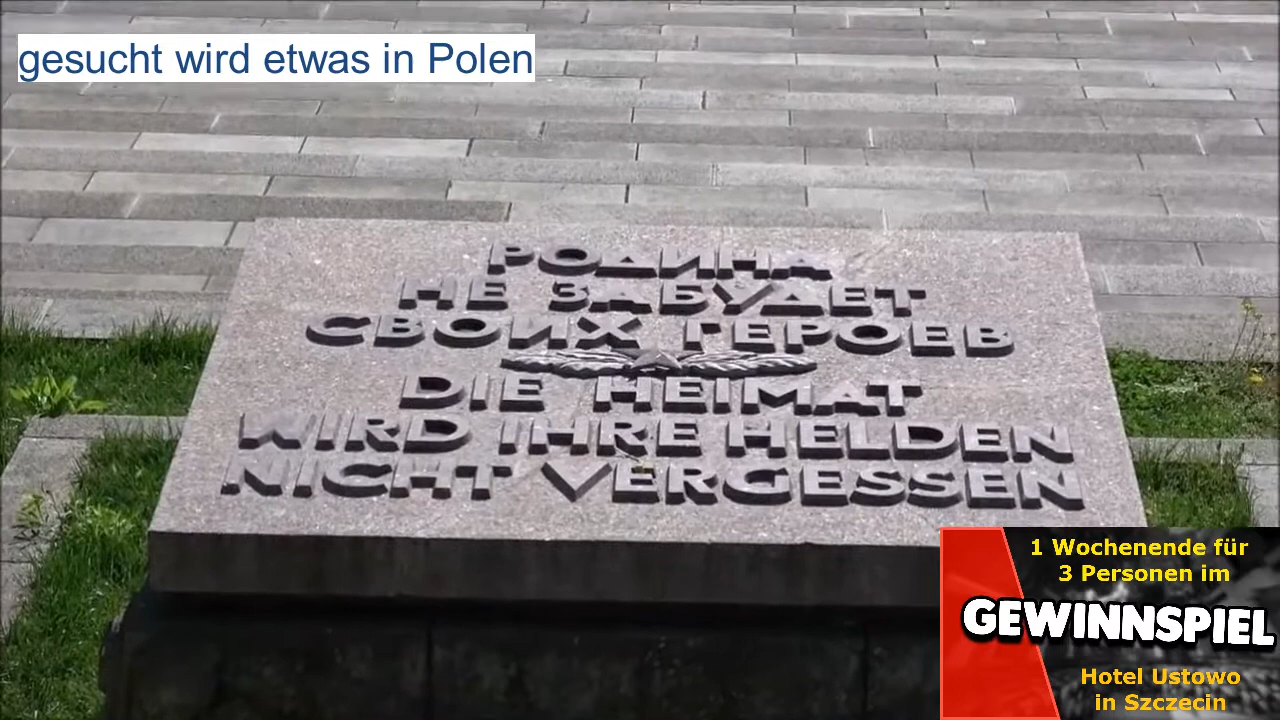 gesucht wird etwas in Polen
РОДИНА
НЕ ЗАБУДЕТ
СВОИХ ГЕРОЕВ
DIE HEIMAT
WIRD IHRE HELDEN
NICHT VERGESSEN
1 Wochenende für
3 Personen im
GEWINNSPIEL
Hotel Ustowo
in Szczecin